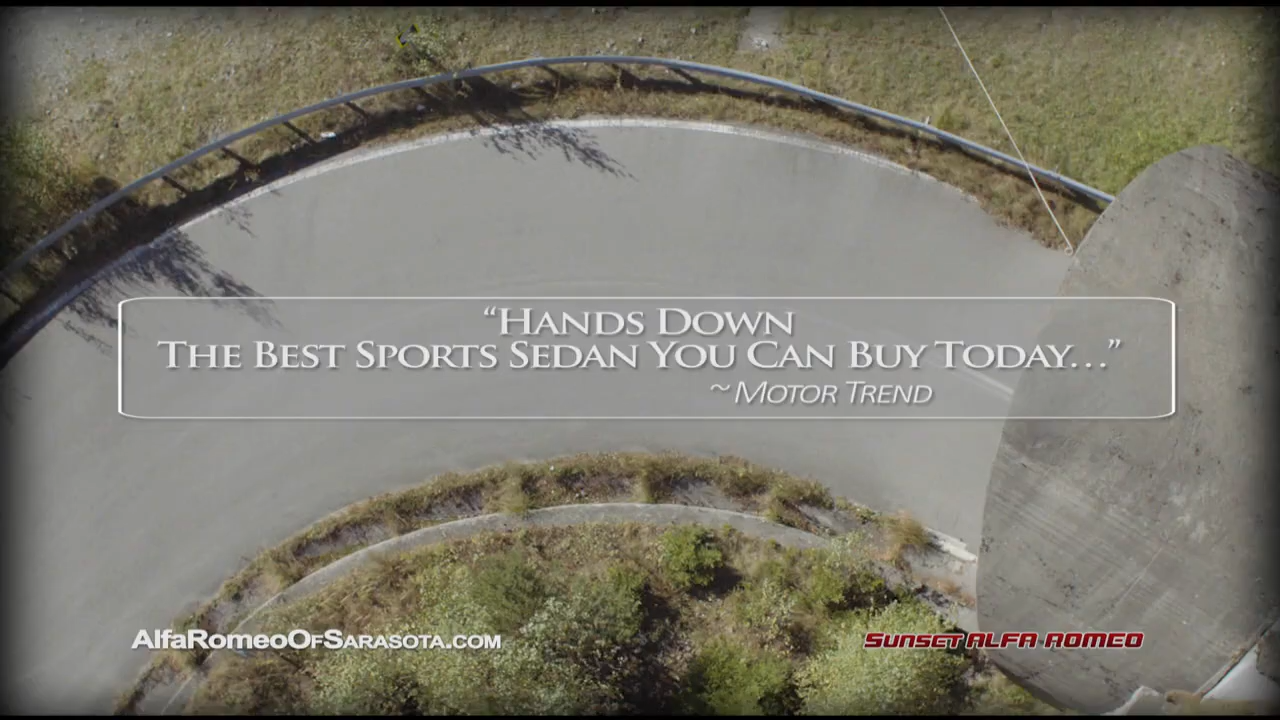 “Hands Down
The Best Sports Sedan You Can Buy Today...”
~ Motor Trend
AlfaRomeoOfSarasota.com
Sunset ALFA ROMEO